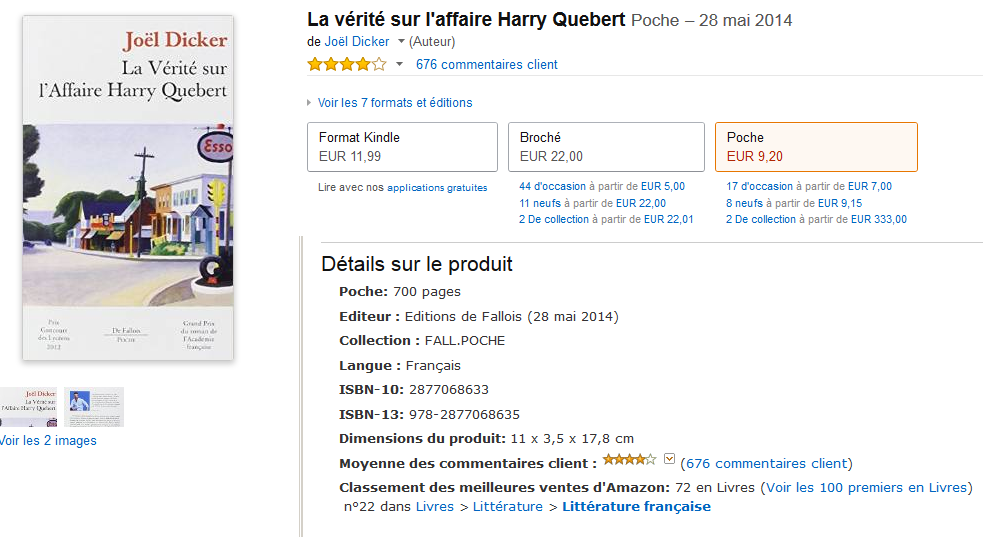 La vérité sur l'affaire Harry Quebert Poche – 28 mai 2014
de Joël Dicker (Auteur)
676 commentaires client
Voir les 7 formats et éditions
Format Kindle
EUR 11,99
Broché
EUR 22,00
Poche
EUR 9,20
Lire avec nos applications gratuites
44 d'occasion à partir de EUR 5,00
11 neufs à partir de EUR 22,00
2 De collection à partir de EUR 22,01
17 d'occasion à partir de EUR 7,00
8 neufs à partir de EUR 9,15
2 De collection à partir de EUR 333,00
Joël Dicker
La Vérité sur
l'Affaire Harry Quebert
Esso
Prix
Goncourt
des Lycéens
2012
De Fallois
Poche
Grand Prix
du roman de
l'Académie
française
Joël Dicker
La Vérité sur
l'Affaire Harry Quebert
Voir les 2 images
Détails sur le produit
Poche: 700 pages
Editeur : Editions de Fallois (28 mai 2014)
Collection : FALL.POCHE
Langue : Français
ISBN-10: 2877068633
ISBN-13: 978-2877068635
Dimensions du produit: 11 x 3,5 x 17,8 cm
Moyenne des commentaires client : (676 commentaires client)
Classement des meilleures ventes d'Amazon: 72 en Livres (Voir les 100 premiers en Livres)
n°22 dans Livres > Littérature > Littérature française